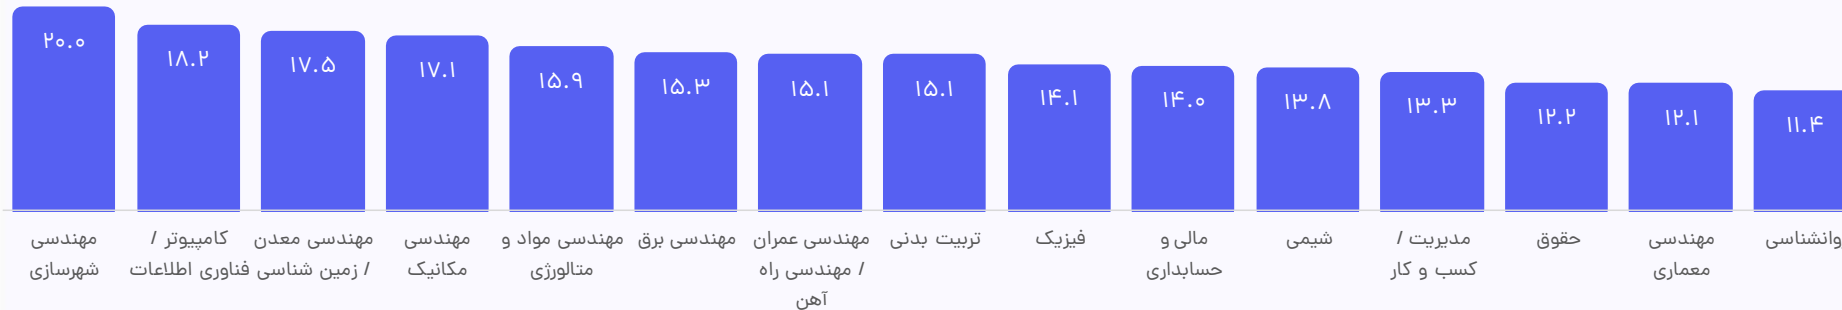 ۲۰.۰
۱۸.۲
۱۷.۵
۱۷.۱
۱۵.۹
۱۵.۳
۱۵.۱
۱۵.۱
۱۴.۱
۱۴.۰
۱۳.۸
۱۳.۳
۱۲.۲
۱۲.۱
۱۱.۴
مهندسی
شهرسازی
کامپیوتر /
فناوری اطلاعات
مهندسی معدن
/ زمین شناسی
مهندسی
مکانیک
مهندسی مواد و
متالورژی
مهندسی برق
مهندسی عمران
/ مهندسی راه
آهن
تربیت بدنی
فیزیک
مالی و
حسابداری
شیمی
مدیریت /
کسب و کار
حقوق
مهندسی
معماری
وانشناسی